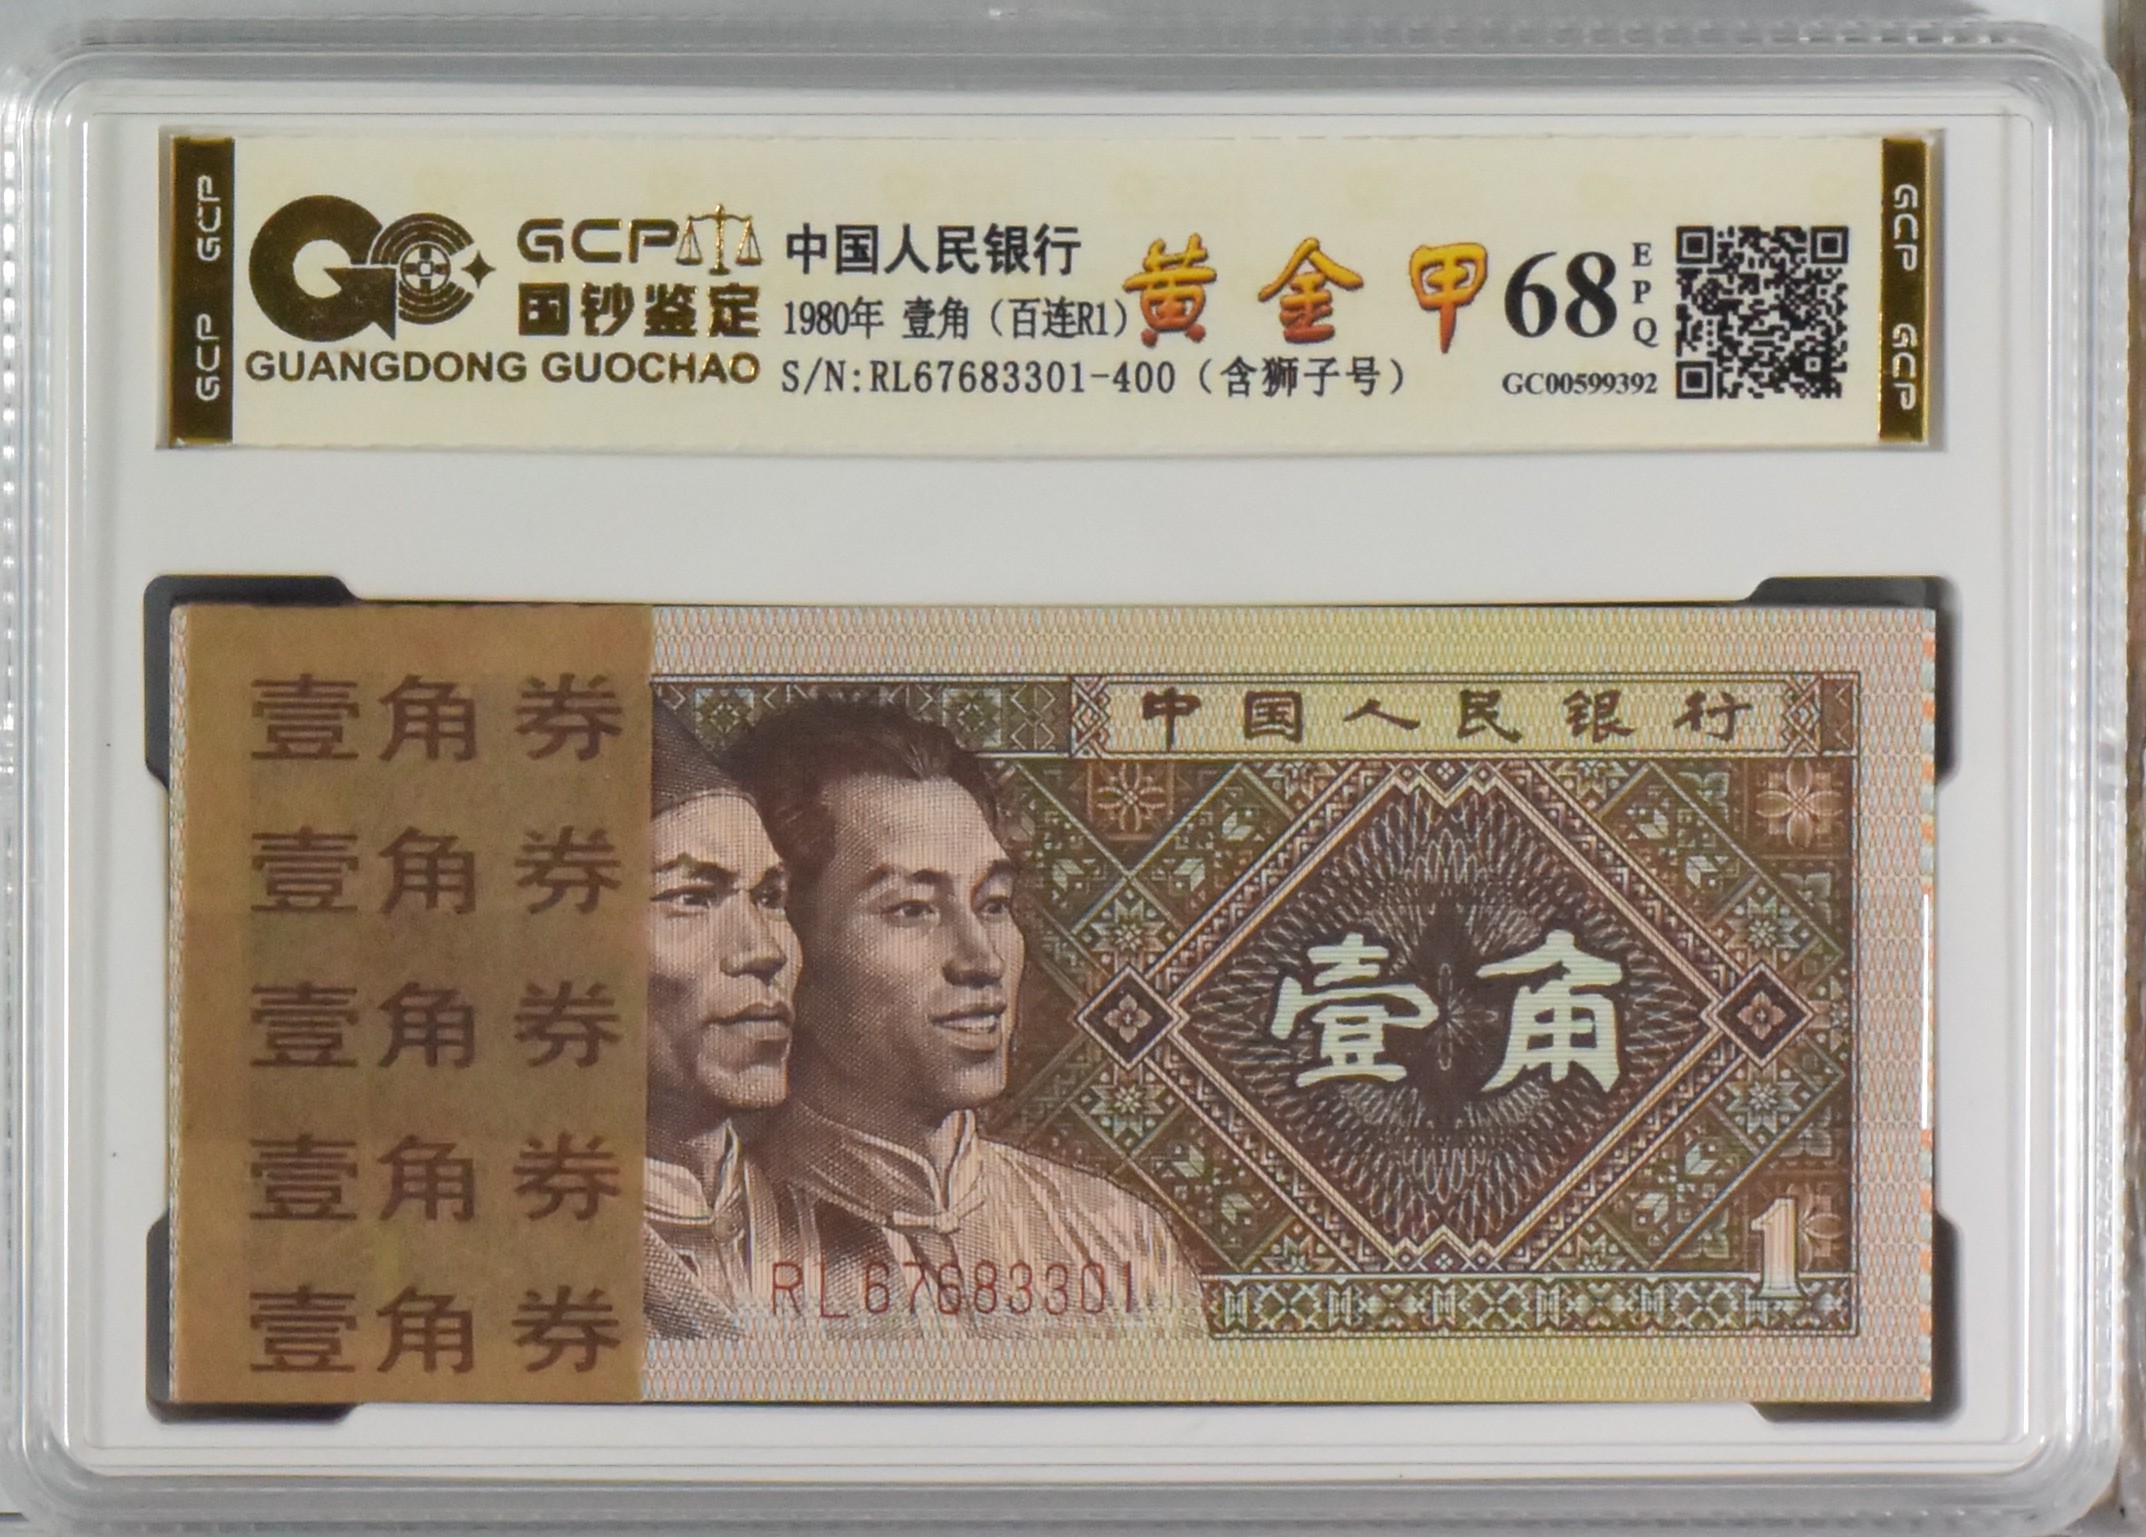 GCP GCP
GCP
国钞鉴定
GUANGDONG GUOCHAO
中国人民银行
1980年 壹角（百连R1）
S/N:RL67683301-400（含狮子号）
黄金甲
68
EPQ
GC00599392
GCP GCP
壹角券
壹角券
壹角券
壹角券
壹角券
中国人民银行
壹角
1
RL67683301